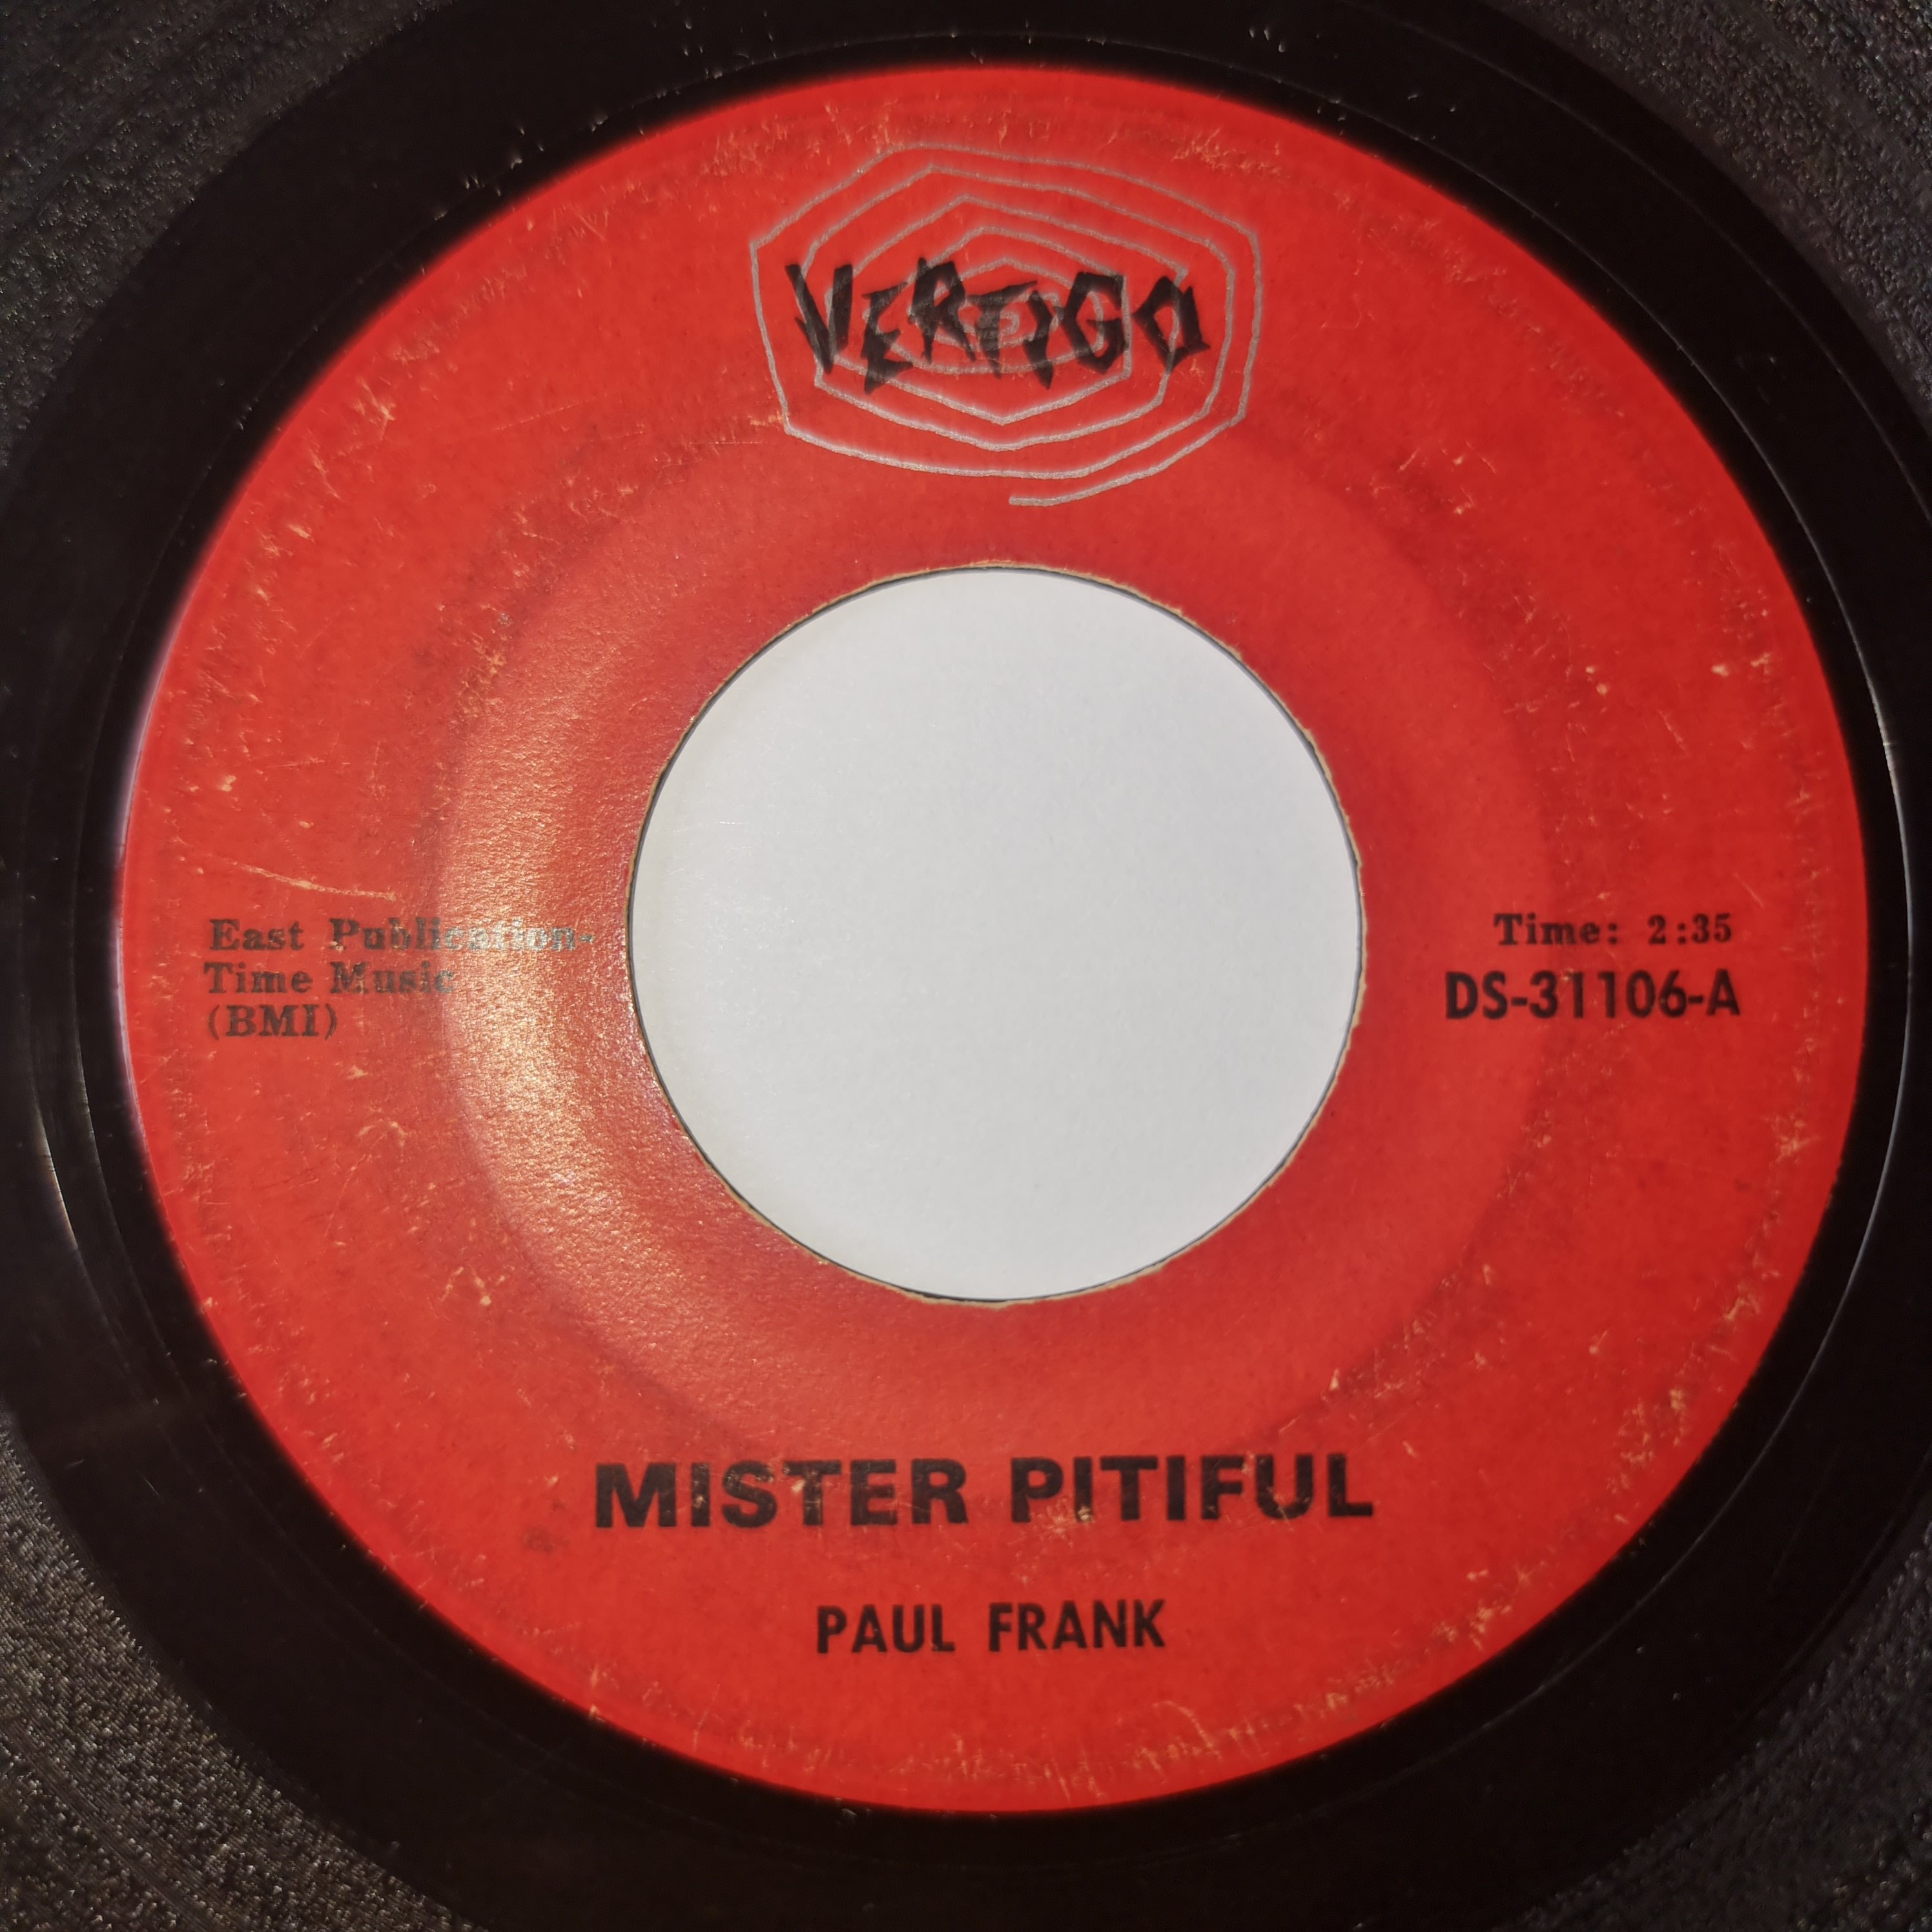 VERTIGO
East Publication-
Time Music
(BMI)
Time: 2:35
DS-31106-A
MISTER PITIFUL
PAUL FRANK